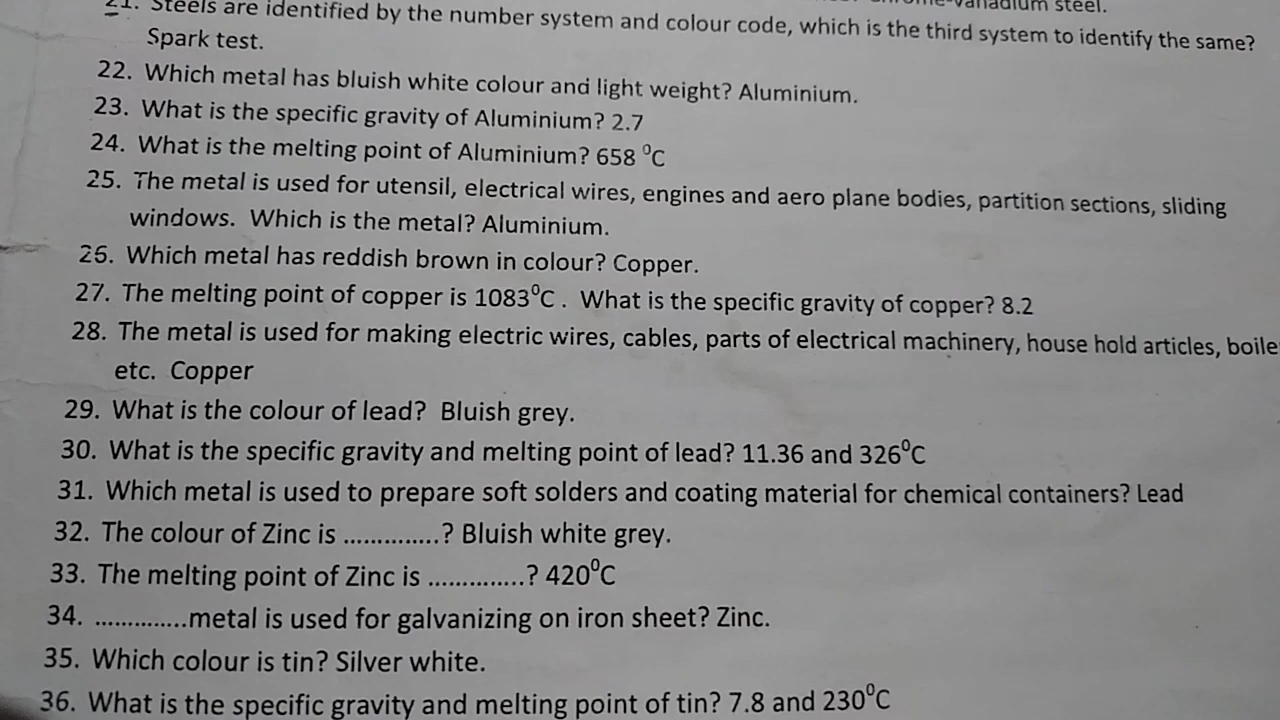 vanadium steel.
21. Steels are identified by the number system and colour code, which is the third system to identify the same?
Spark test.
22. Which metal has bluish white colour and light weight? Aluminium.
23. What is the specific gravity of Aluminium? 2.7
24. What is the melting point of Aluminium? 658 ⁰C
25. The metal is used for utensil, electrical wires, engines and aero plane bodies, partition sections, sliding
windows. Which is the metal? Aluminium.
26. Which metal has reddish brown in colour? Copper.
27. The melting point of copper is 1083⁰C . What is the specific gravity of copper? 8.2
28. The metal is used for making electric wires, cables, parts of electrical machinery, house hold articles, boile
etc. Copper
29. What is the colour of lead? Bluish grey.
30. What is the specific gravity and melting point of lead? 11.36 and 326⁰C
31. Which metal is used to prepare soft solders and coating material for chemical containers? Lead
32. The colour of Zinc is ..............? Bluish white grey.
33. The melting point of Zinc is ..............? 420⁰C
34. ..............metal is used for galvanizing on iron sheet? Zinc.
35. Which colour is tin? Silver white.
36. What is the specific gravity and melting point of tin? 7.8 and 230⁰C